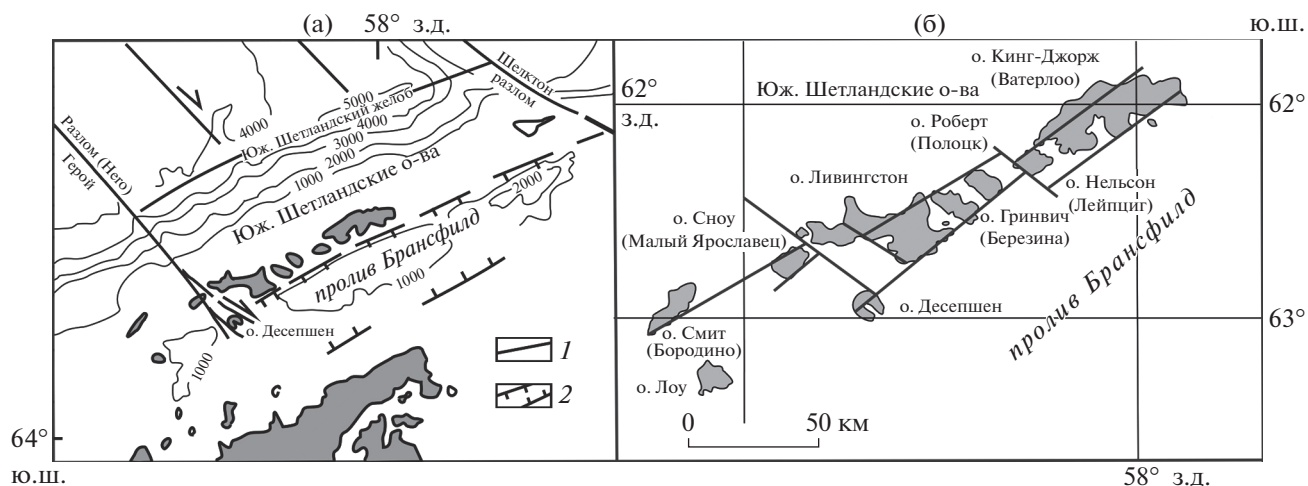 (а)
58° з.д.
Шелктон
разлом
5000
Юж. Шетландский желоб
4000
4000
3000
2000
1000
Разлом (Hero)
Герой
Юж. Шетландские о-ва
2000
пролив Брансфилд
1000
о. Десепшен
1000
1
2
64°
ю.ш.
(б)
ю.ш.
о. Кинг-Джорж
(Ватерлоо)
62°
з.д.
Юж. Шетландские о-ва
62°
о. Роберт
(Полоцк)
о. Ливингстон
о. Нельсон
(Лейпциг)
о. Сноу
(Малый Ярославец)
о. Гринвич
(Березина)
пролив Брансфилд
о. Десепшен
63°
о. Смит
(Бородино)
о. Лоу
0 50 км
58° з.д.